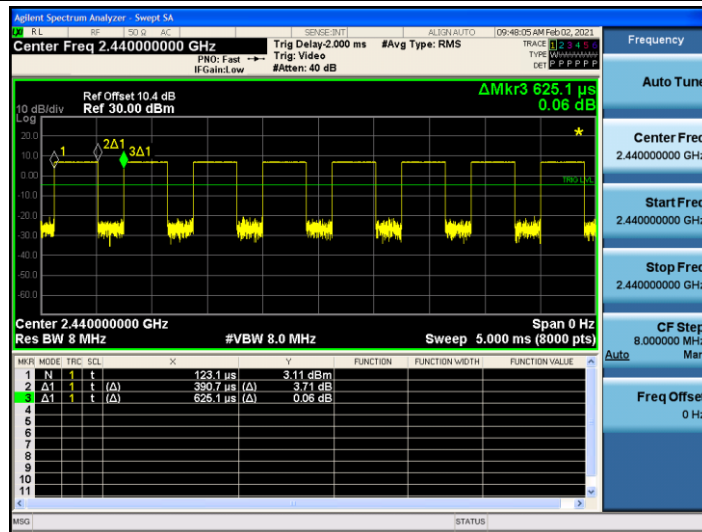 Agilent Spectrum Analyzer - Swept SA
RL RF 50 Ω AC SENSE:INT ALIGN AUTO 09:48:05 AM Feb 02, 2021
Center Freq 2.440000000 GHz
Trig Delay-2.000 ms #Avg Type: RMS
TRACE 1 2 3 4 5 6
PNO: Fast Trig: Video
TYPE
IFGain:Low #Atten: 40 dB
DET P P P P P P
Ref Offset 10.4 dB
ΔMkr3 625.1 µs
10 dB/div Ref 30.00 dBm
0.06 dB
Log
20.0
10.0
0.00
-10.0
-20.0
-30.0
-40.0
-50.0
-60.0
1
2Δ1
3Δ1
*
TRIG LVL
Center 2.440000000 GHz Span 0 Hz
Res BW 8 MHz #VBW 8.0 MHz Sweep 5.000 ms (8000 pts)
MKR MODE TRC SCL X Y FUNCTION FUNCTION WIDTH FUNCTION VALUE
1 N 1 t 123.1 µs 3.11 dBm
2 Δ1 1 t (Δ) 390.7 µs (Δ) 3.71 dB
3 Δ1 1 t (Δ) 625.1 µs (Δ) 0.06 dB
4
5
6
7
8
9
10
11
MSG STATUS
Frequency
Auto Tune
Center Freq
2.440000000 GHz
Start Freq
2.440000000 GHz
Stop Freq
2.440000000 GHz
CF Step
8.000000 MHz
Auto Man
Freq Offset
0 Hz